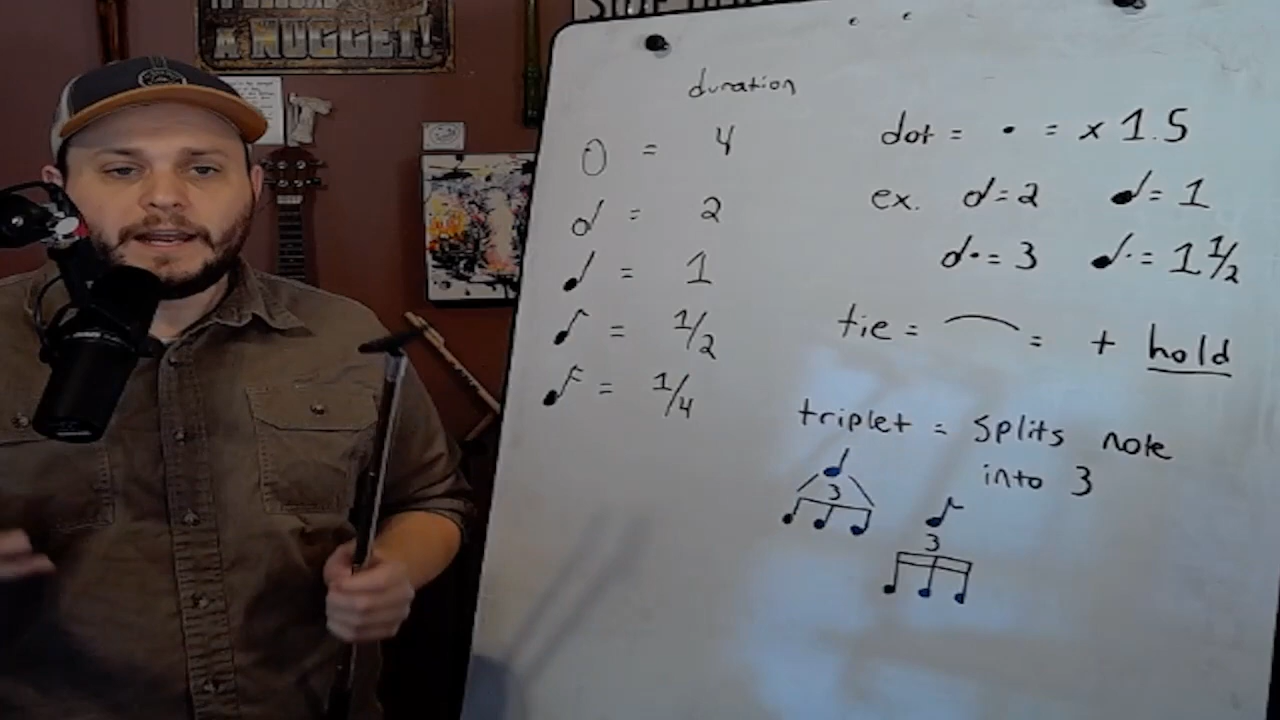 A NUGGET!
duration
= 4
= 2
= 1
= 1/2
= 1/4
dot = • = x 1.5
ex. = 2 = 1
• = 3 • = 1 1/2
tie = = + hold
triplet = splits note
into 3
3
3